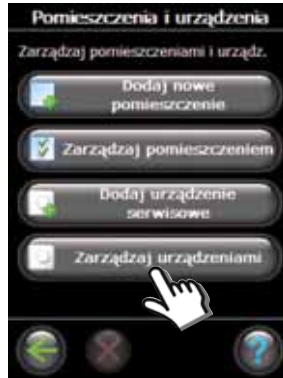 Pomieszczenia i urządzenia
Zarządzaj pomieszczeniami i urządz.
Dodaj nowe
pomieszczenie
Zarządzaj pomieszczeniem
Dodaj urządzenie
serwisowe
Zarządzaj urządzeniami
?